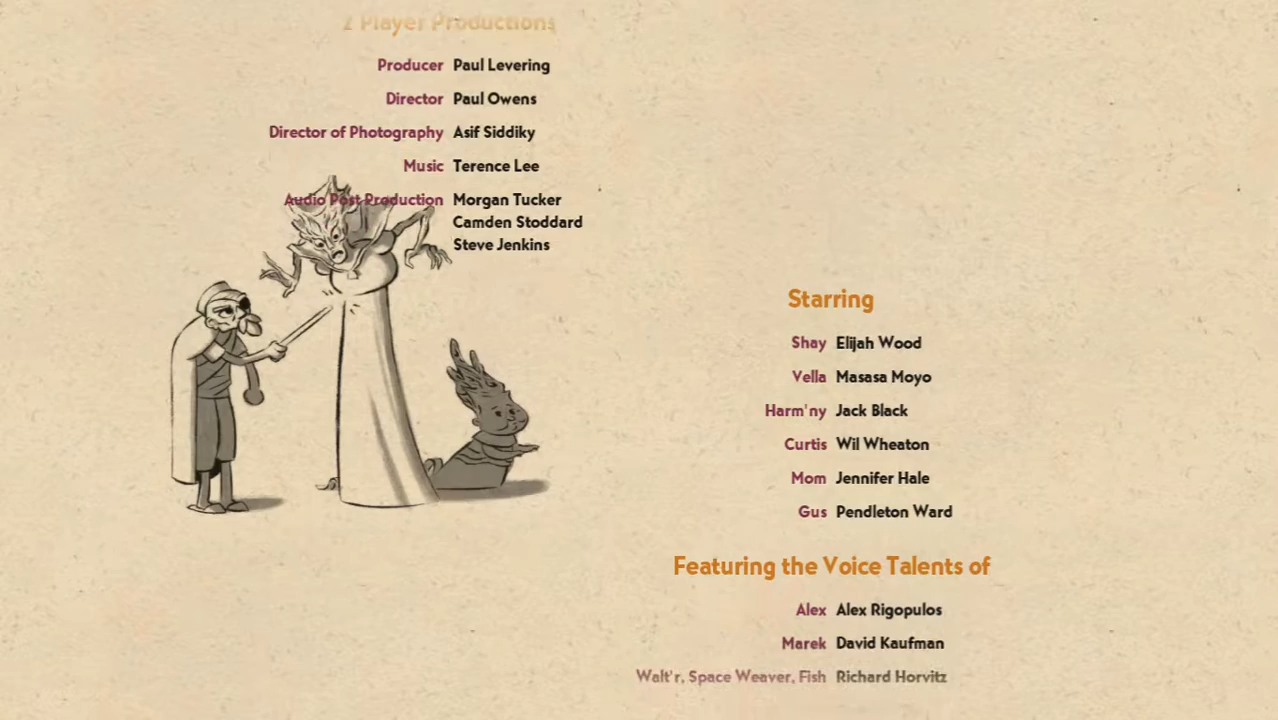 2 Player Productions
Producer Paul Levering
Director Paul Owens
Director of Photography Asif Siddiky
Music Terence Lee
Audio Post Production Morgan Tucker
Camden Stoddard
Steve Jenkins
Starring
Shay Elijah Wood
Vella Masasa Moyo
Harm'ny Jack Black
Curtis Wil Wheaton
Mom Jennifer Hale
Gus Pendleton Ward
Featuring the Voice Talents of
Alex Alex Rigopulos
Marek David Kaufman
Walt'r, Space Weaver, Fish Richard Horvitz